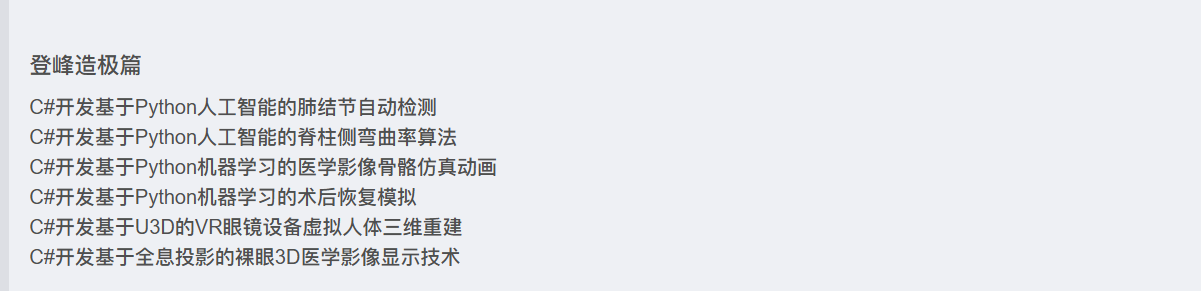 登峰造极篇
C#开发基于Python人工智能的肺结节自动检测
C#开发基于Python人工智能的脊柱侧弯曲率算法
C#开发基于Python机器学习的医学影像骨骼仿真动画
C#开发基于Python机器学习的术后恢复模拟
C#开发基于U3D的VR眼镜设备虚拟人体三维重建
C#开发基于全息投影的裸眼3D医学影像显示技术